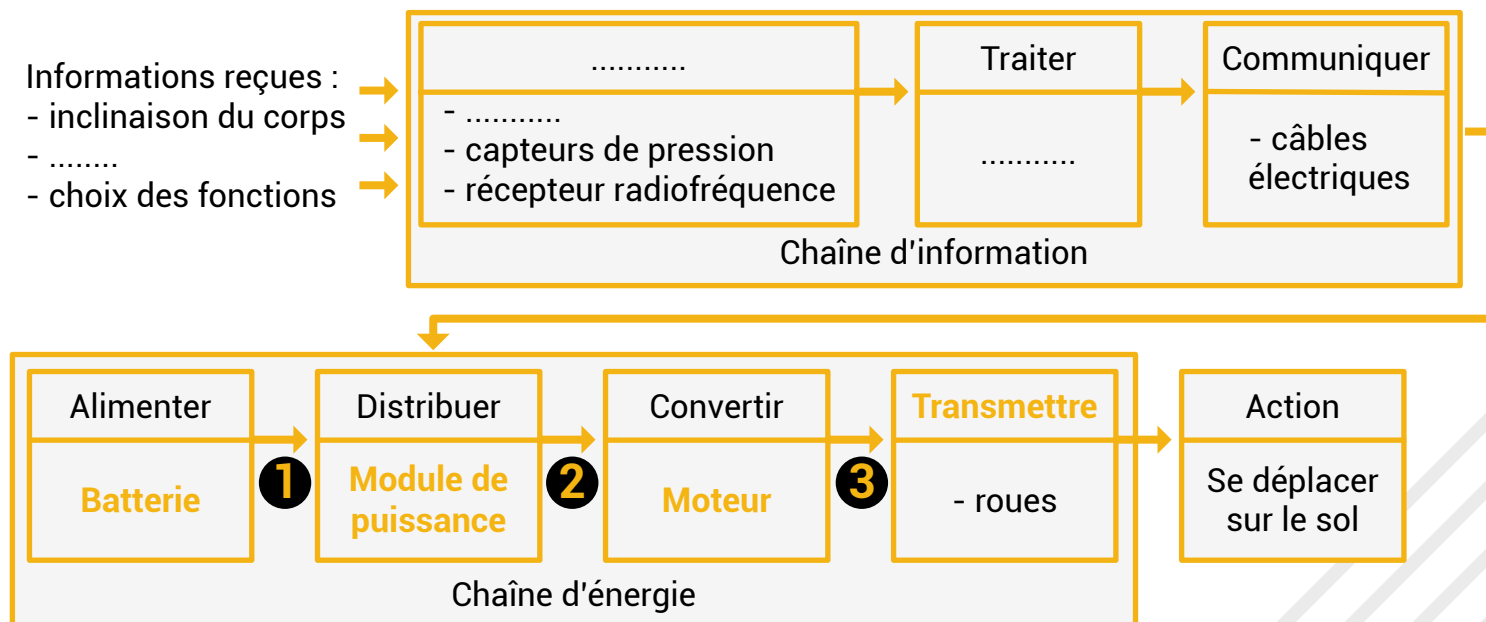 Informations reçues :
- inclinaison du corps
- ........
- choix des fonctions
...........
- ...........
- capteurs de pression
- récepteur radiofréquence
Traiter
...........
Communiquer
- câbles
électriques
Chaîne d'information
Alimenter
Batterie
1
Distribuer
Module de
puissance
2
Convertir
Moteur
3
Transmettre
- roues
Action
Se déplacer
sur le sol
Chaîne d'énergie